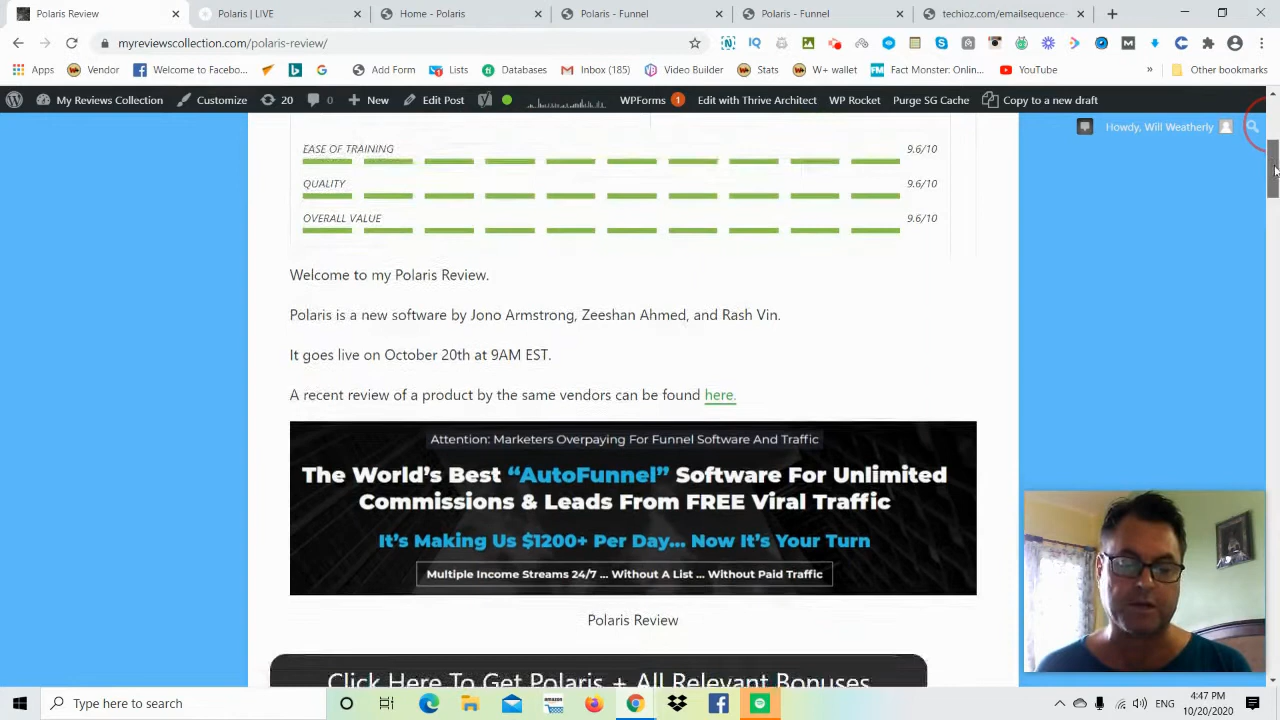 Polaris Review
Polaris | LIVE
Home - Polaris
Polaris - Funnel
Polaris - Funnel
techioz.com/emailsequence-
myreviewscollection.com/polaris-review/
Apps
Vendor
Welcome to Facebo...
Add Form
Lists
Databases
Inbox (185)
Video Builder
Stats
W+ wallet
Fact Monster: Onlin...
YouTube
»
Other bookmarks
My Reviews Collection
Customize
20
0
New
Edit Post
WPForms 1
Edit with Thrive Architect
WP Rocket
Purge SG Cache
Copy to a new draft
Howdy, Will Weatherly
EASE OF TRAINING 9.6/10
QUALITY 9.6/10
OVERALL VALUE 9.6/10
Welcome to my Polaris Review.
Polaris is a new software by Jono Armstrong, Zeeshan Ahmed, and Rash Vin.
It goes live on October 20th at 9AM EST.
A recent review of a product by the same vendors can be found here.
Attention: Marketers Overpaying For Funnel Software And Traffic
The World's Best “AutoFunnel” Software For Unlimited
Commissions & Leads From FREE Viral Traffic
It's Making Us $1200+ Per Day... Now It's Your Turn
Multiple Income Streams 24/7 ... Without A List ... Without Paid Traffic
Polaris Review
Click Here To Get Polaris + All Relevant Bonuses
Type here to search
amazon
ENG
4:47 PM
10/20/2020